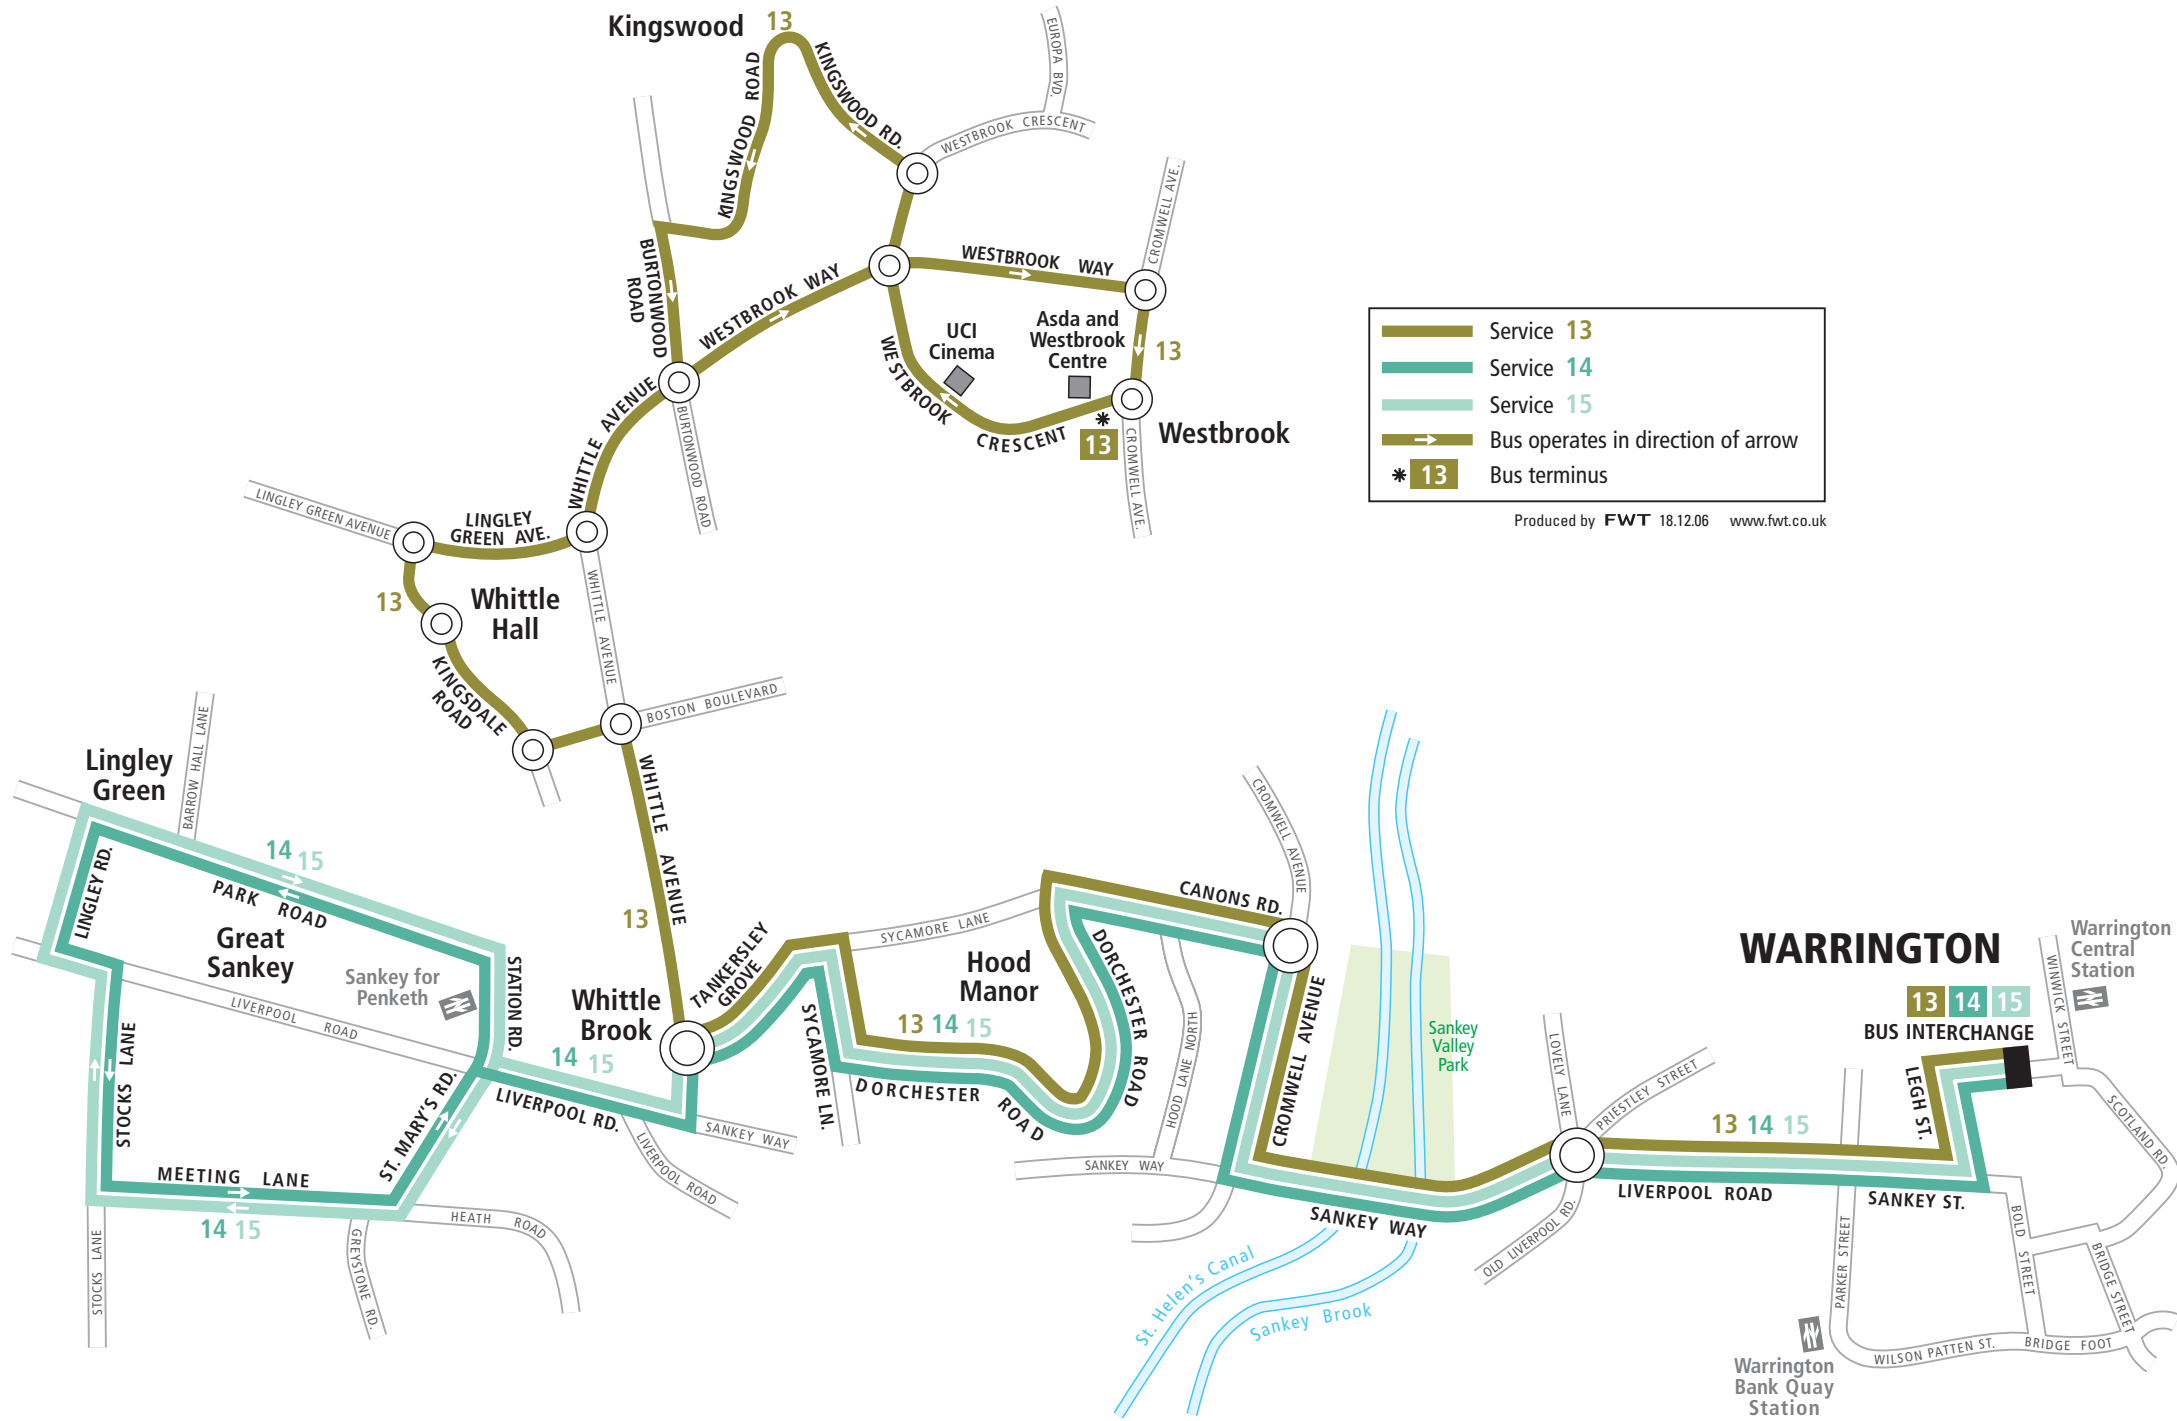 Kingswood
13
KINGSWOOD ROAD
KINGSWOOD RD.
EUROPA BVD.
WESTBROOK CRESCENT
CROMWELL AVE.
BURTONWOOD
ROAD
WESTBROOK WAY
WESTBROOK WAY
UCI
Cinema
Asda and
Westbrook
Centre
13
WESTBROOK
CRESCENT
13
Westbrook
CROMWELL AVE.
WHITTLE AVENUE
BURTONWOOD ROAD
Service 13
Service 14
Service 15
Bus operates in direction of arrow
* 13 Bus terminus
Produced by FWT 18.12.06 www.fwt.co.uk
LINGLEY GREEN AVENUE
LINGLEY
GREEN AVE.
13
Whittle
Hall
WHITTLE AVENUE
KINGSDALE
ROAD
BOSTON BOULEVARD
WHITTLE AVENUE
13
Lingley
Green
BARROW HALL LANE
14 15
PARK ROAD
LINGLEY RD.
Great
Sankey
Sankey for
Penketh
LIVERPOOL ROAD
STATION RD.
STOCKS LANE
MEETING LANE
14 15
ST. MARY'S RD.
HEATH ROAD
GREYSTONE RD.
STOCKS LANE
14 15
LIVERPOOL RD.
LIVERPOOL ROAD
SANKEY WAY
Whittle
Brook
TANKERSLEY
GROVE
SYCAMORE LN.
SYCAMORE LANE
Hood
Manor
13 14 15
DORCHESTER
ROAD
DORCHESTER ROAD
CANONS RD.
CROMWELL AVENUE
HOOD LANE NORTH
SANKEY WAY
CROMWELL AVENUE
Sankey
Valley
Park
SANKEY WAY
St. Helen's Canal
Sankey Brook
LOVELY LANE
PRIESTLEY STREET
OLD LIVERPOOL RD.
13 14 15
LIVERPOOL ROAD
SANKEY ST.
WARRINGTON
13 14 15
BUS INTERCHANGE
LEGH ST.
WINWICK STREET
Warrington
Central
Station
SCOTLAND RD.
BOLD STREET
BRIDGE STREET
PARKER STREET
WILSON PATTEN ST.
BRIDGE FOOT
Warrington
Bank Quay
Station